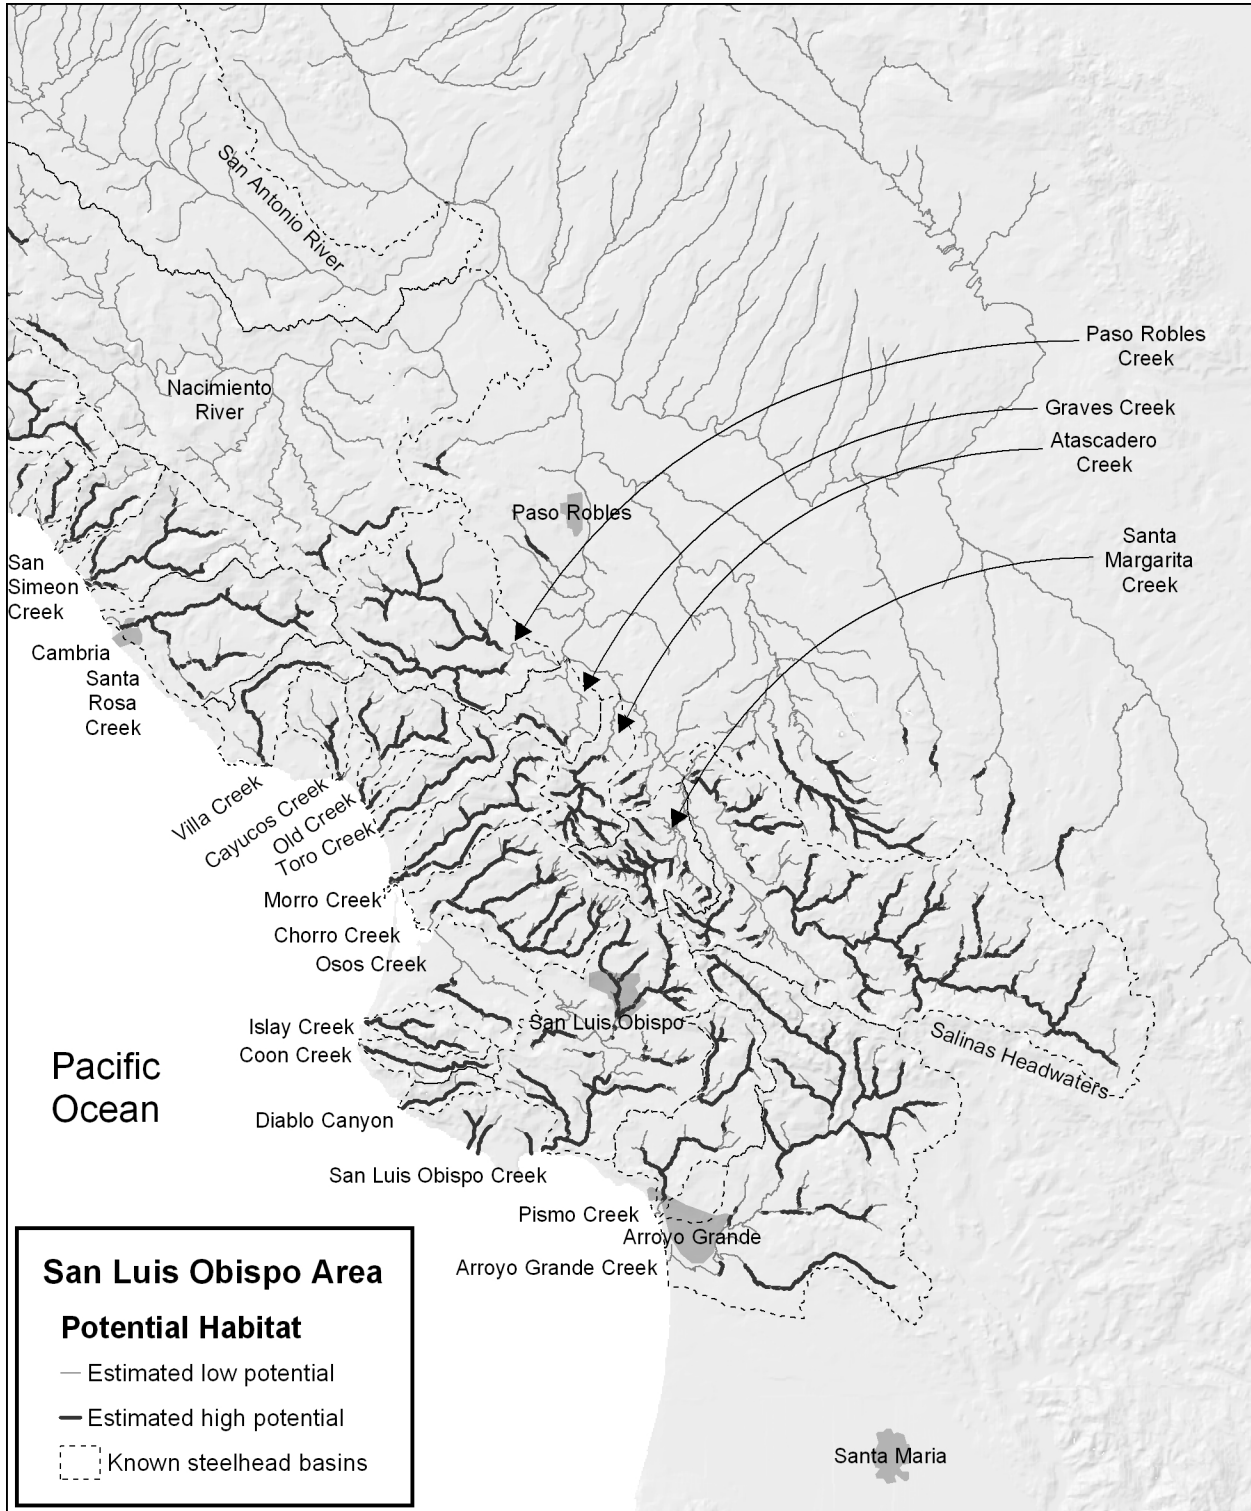 San Antonio River
Paso Robles
Creek
Graves Creek
Atascadero
Creek
Nacimiento
River
Paso Robles
Santa
Margarita
Creek
San
Simeon
Creek
Cambria
Santa
Rosa
Creek
Villa Creek
Cayucos Creek
Old Creek
Toro Creek
Morro Creek
Chorro Creek
Osos Creek
San Luis Obispo
Islay Creek
Coon Creek
Salinas Headwaters
Pacific
Ocean
Diablo Canyon
San Luis Obispo Creek
Pismo Creek
Arroyo Grande
Arroyo Grande Creek
San Luis Obispo Area
Potential Habitat
Estimated low potential
Estimated high potential
Known steelhead basins
Santa Maria